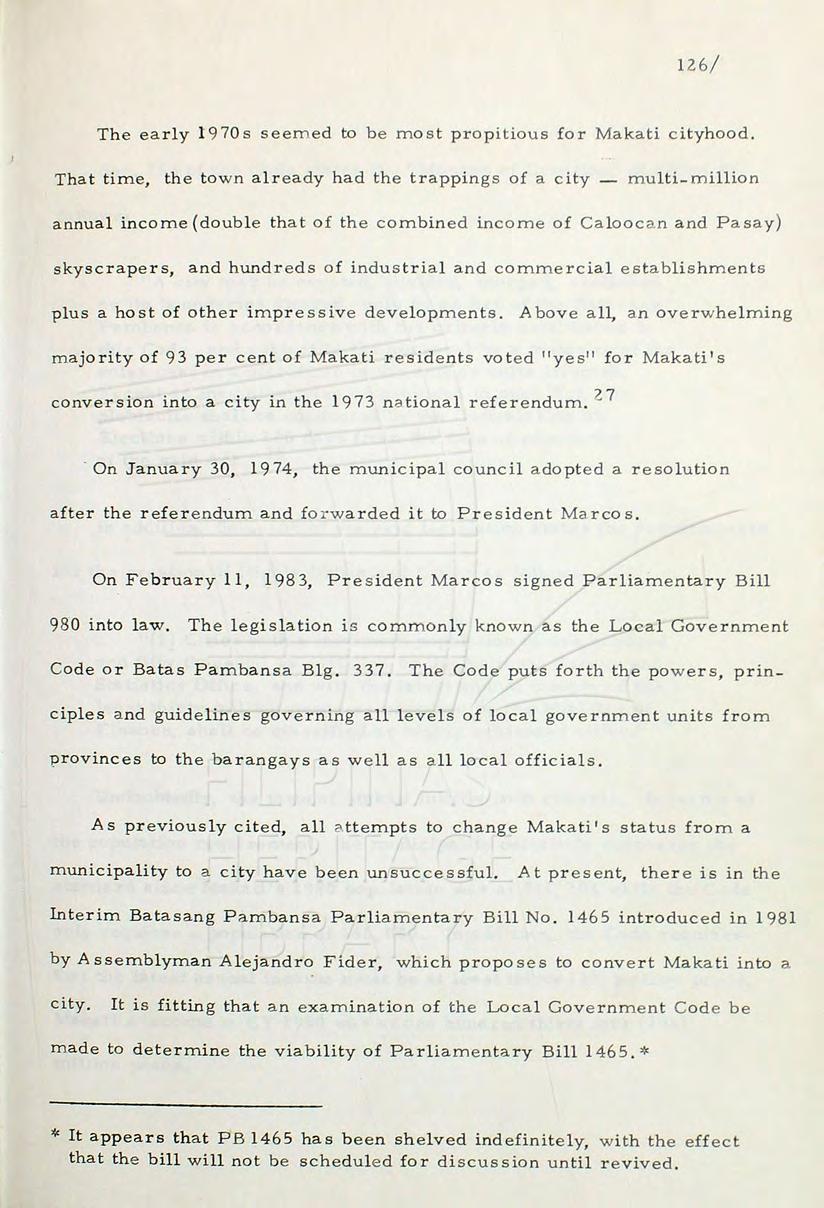 126/
The early 1970s seemed to be most propitious for Makati cityhood.
That time, the town already had the trappings of a city — multi-million
annual income (double that of the combined income of Caloocan and Pasay)
skyscrapers, and hundreds of industrial and commercial establishments
plus a host of other impressive developments. Above all, an overwhelming
majority of 93 per cent of Makati residents voted "yes" for Makati's
conversion into a city in the 1973 national referendum. 27
On January 30, 1974, the municipal council adopted a resolution
after the referendum and forwarded it to President Marcos.
On February 11, 1983, President Marcos signed Parliamentary Bill
980 into law. The legislation is commonly known as the Local Government
Code or Batas Pambansa Blg. 337. The Code puts forth the powers, prin-
ciples and guidelines governing all levels of local government units from
provinces to the barangays as well as all local officials.
FILIPINAS
As previously cited, all attempts to change Makati's status from a
HERITAGE
municipality to a city have been unsuccessful. At present, there is in the
Interim Batasang Pambansa Parliamentary Bill No. 1465 introduced in 1981
LIBRARY
by Assemblyman Alejandro Fider, which proposes to convert Makati into a
city. It is fitting that an examination of the Local Government Code be
made to determine the viability of Parliamentary Bill 1465.*
* It appears that PB 1465 has been shelved indefinitely, with the effect
that the bill will not be scheduled for discussion until revived.